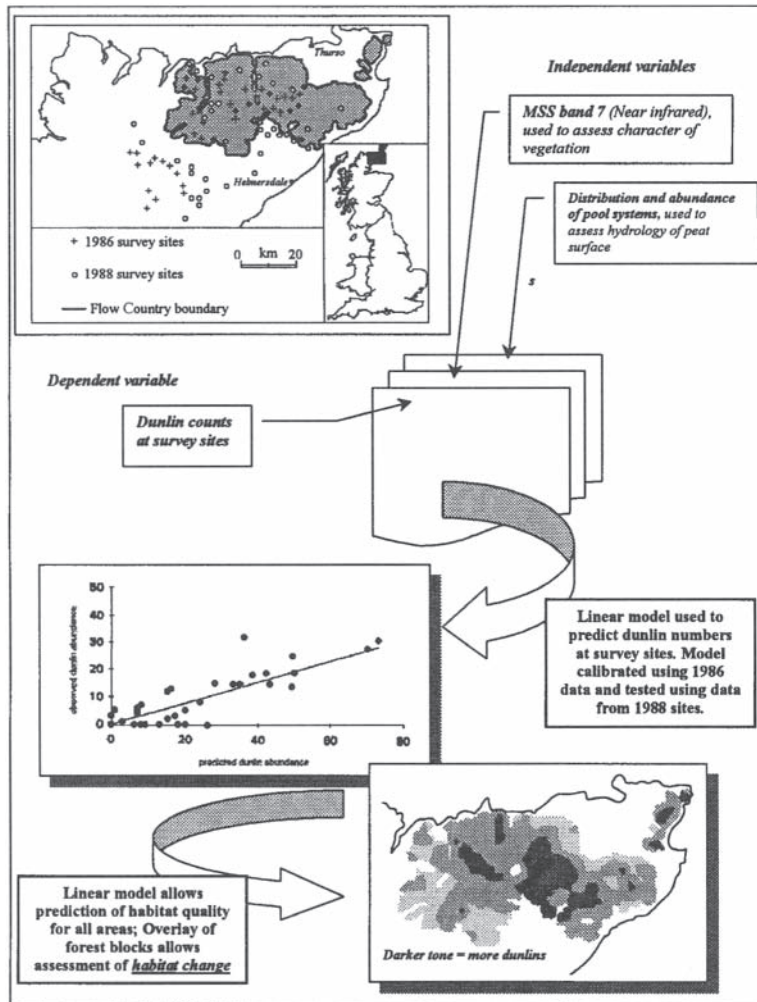 Thurso
Helmersdale
+ 1986 survey sites
o 1988 survey sites
Flow Country boundary
0 km 20
Independent variables
MSS band 7 (Near infrared),
used to assess character of
vegetation
Distribution and abundance
of pool systems, used to
assess hydrology of peat
surface
s
Dependent variable
Dunlin counts
at survey sites
observed dunlin abundance
50
40
30
20
10
0
0 20 40 60 80
predicted dunlin abundance
Linear model used to
predict dunlin numbers
at survey sites. Model
calibrated using 1986
data and tested using data
from 1988 sites.
Linear model allows
prediction of habitat quality
for all areas; Overlay of
forest blocks allows
assessment of habitat change
Darker tone = more dunlins